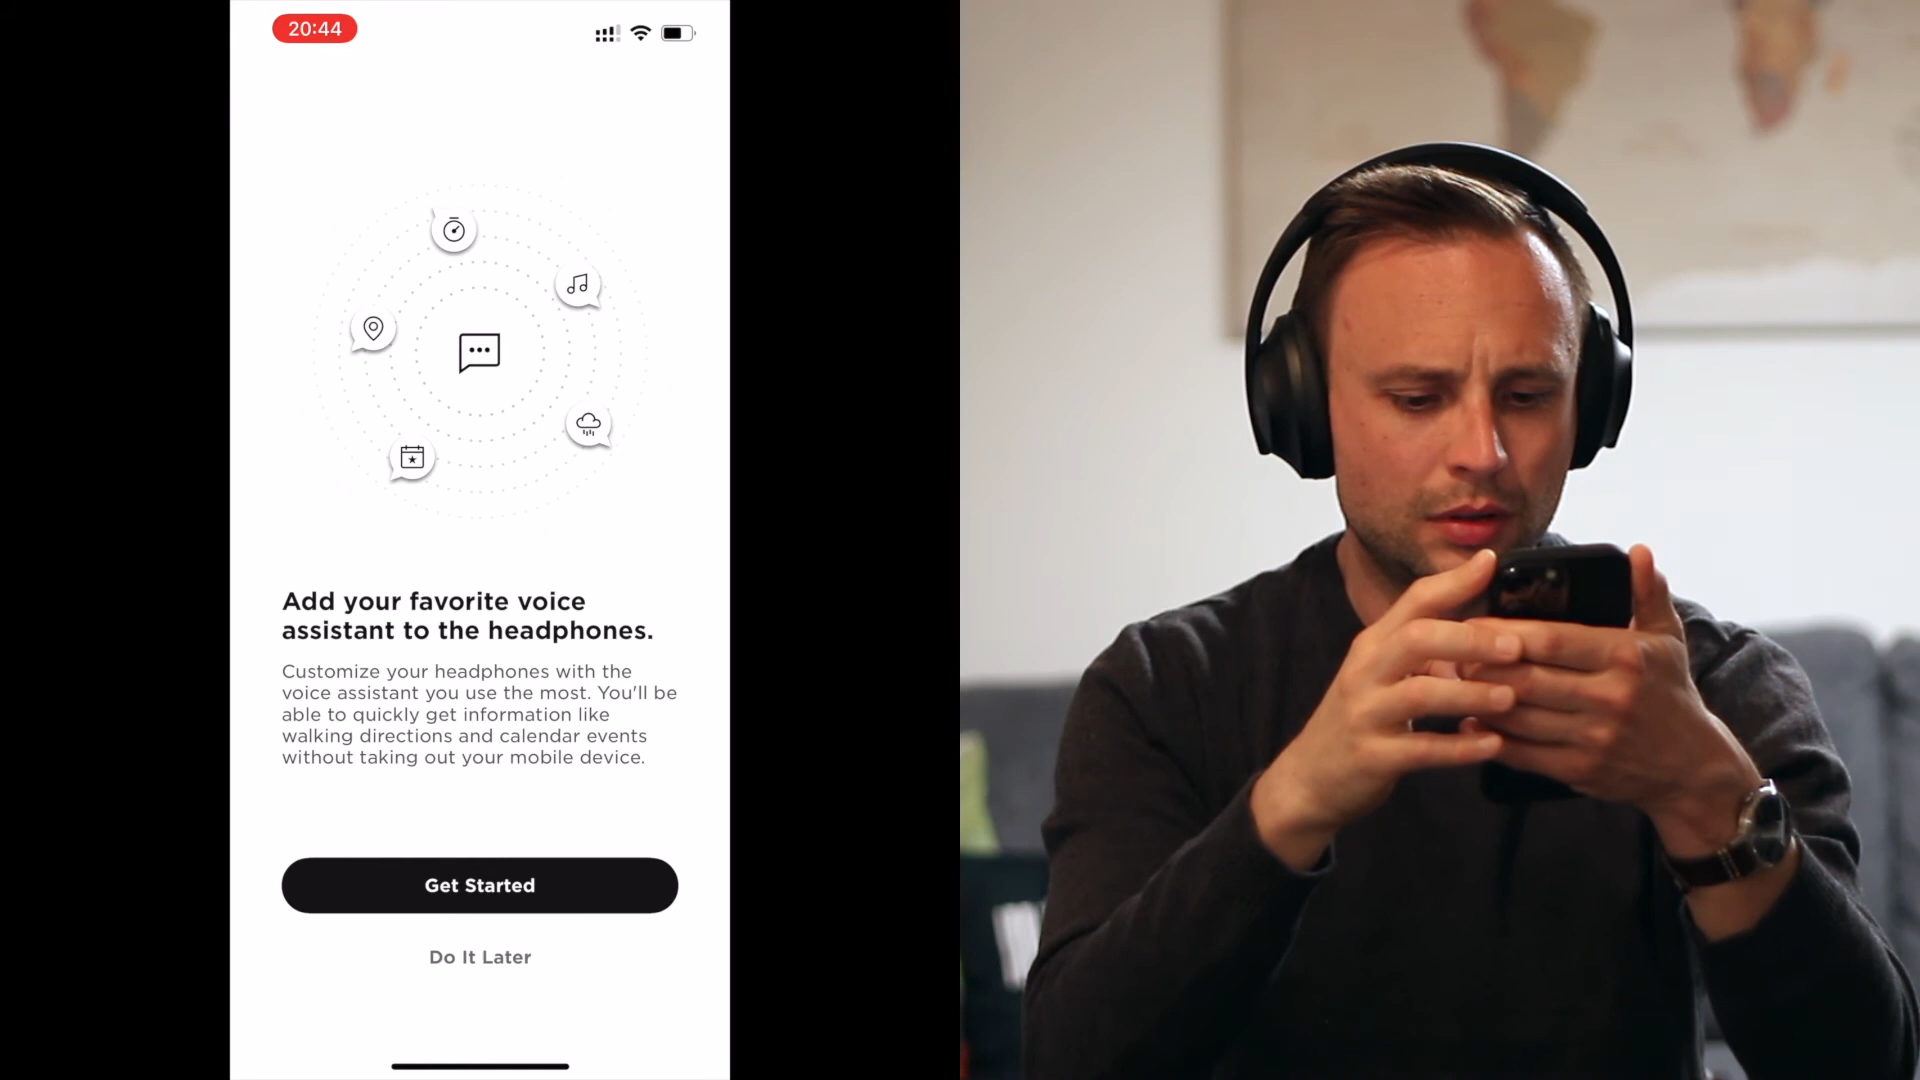 20:44
Add your favorite voice
assistant to the headphones.
Customize your headphones with the
voice assistant you use the most. You'll be
able to quickly get information like
walking directions and calendar events
without taking out your mobile device.
Get Started
Do It Later